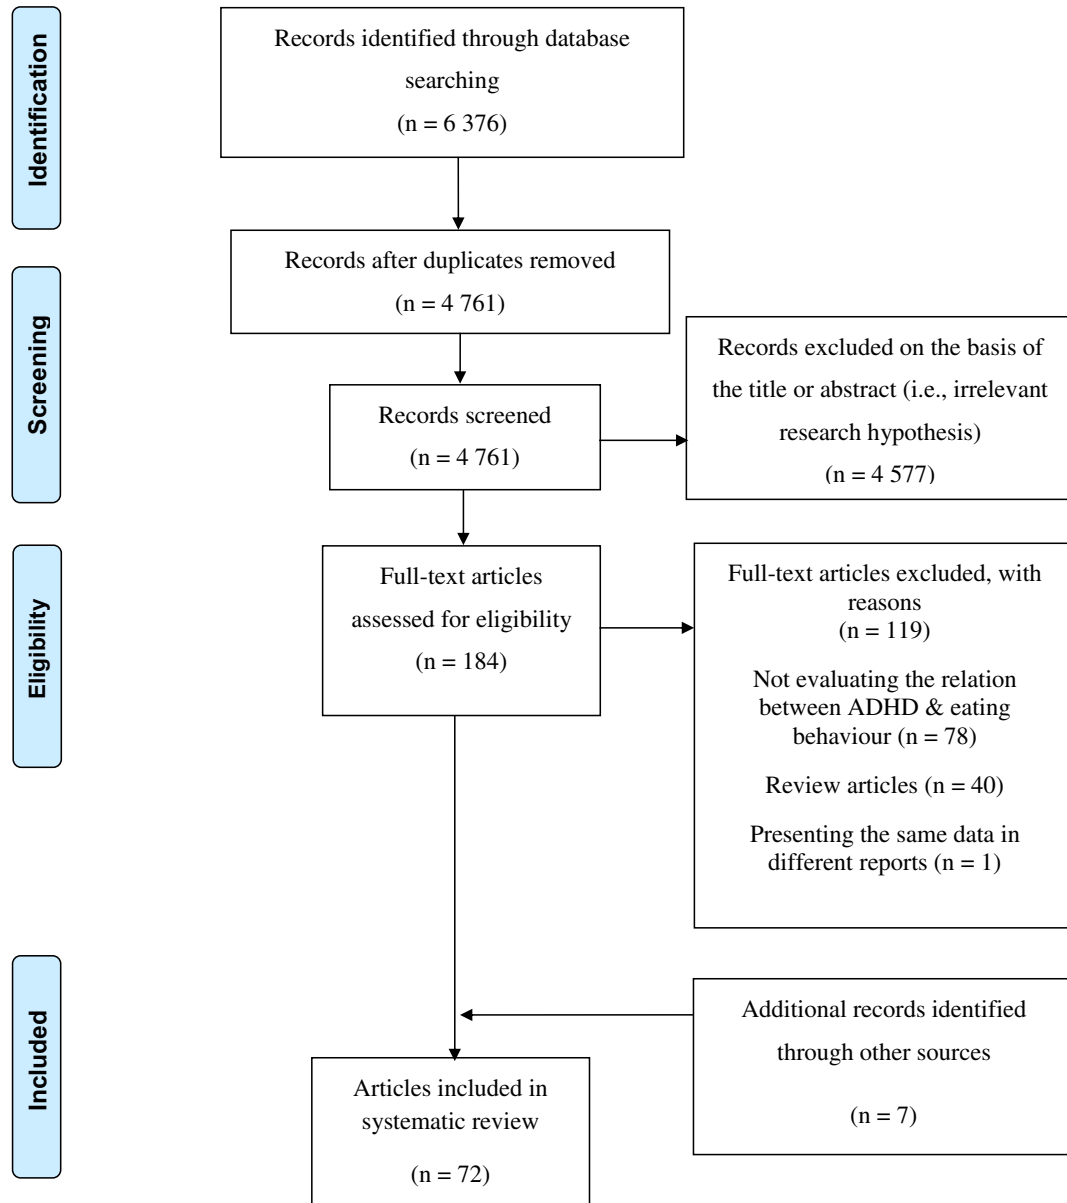 Identification
Records identified through database
searching
(n = 6 376)
Records after duplicates removed
(n = 4 761)
Screening
Records screened
(n = 4 761)
Records excluded on the basis of
the title or abstract (i.e., irrelevant
research hypothesis)
(n = 4 577)
Eligibility
Full-text articles
assessed for eligibility
(n = 184)
Full-text articles excluded, with
reasons
(n = 119)
Not evaluating the relation
between ADHD & eating
behaviour (n = 78)
Review articles (n = 40)
Presenting the same data in
different reports (n = 1)
Included
Additional records identified
through other sources
(n = 7)
Articles included in
systematic review
(n = 72)